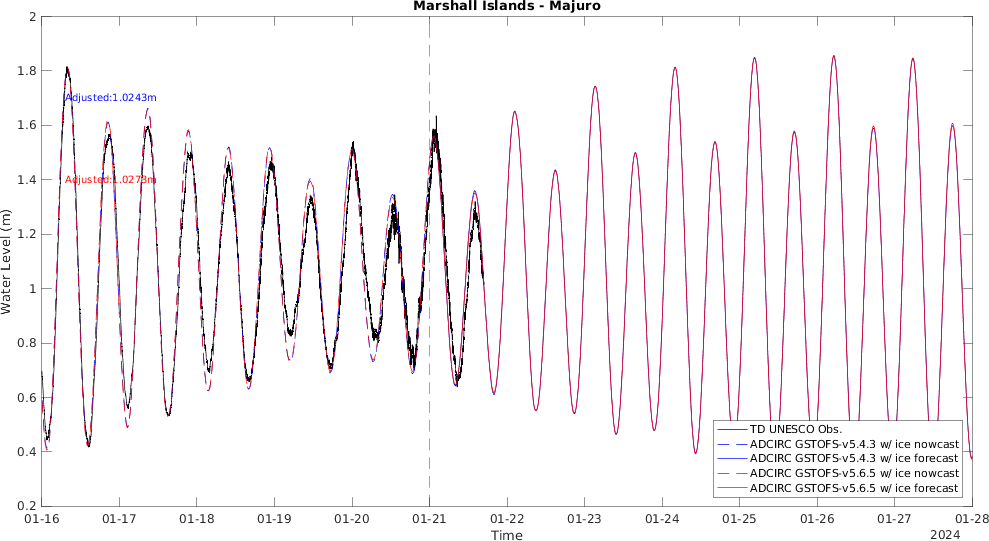 Marshall Islands - Majuro
2
1.8
1.6
1.4
1.2
1
0.8
0.6
0.4
0.2
Water Level (m)
Adjusted:1.0243m
Adjusted:1.0273m
TD UNESCO Obs.
ADCIRC GSTOFS-v5.4.3 w/ ice nowcast
ADCIRC GSTOFS-v5.4.3 w/ ice forecast
ADCIRC GSTOFS-v5.6.5 w/ ice nowcast
ADCIRC GSTOFS-v5.6.5 w/ ice forecast
01-16 01-17 01-18 01-19 01-20 01-21 01-22 01-23 01-24 01-25 01-26 01-27 01-28
Time
2024